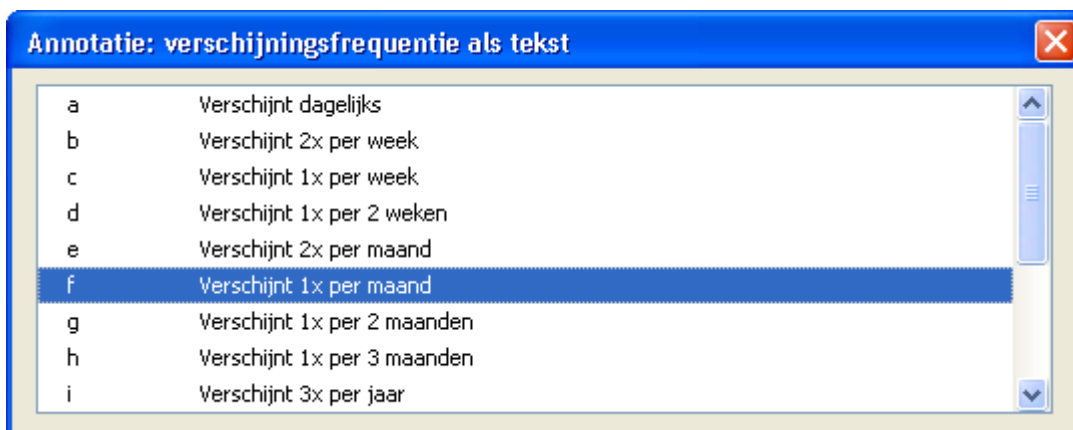 Annotatie: verschijningsfrequentie als tekst
a Verschijnt dagelijks
b Verschijnt 2x per week
c Verschijnt 1x per week
d Verschijnt 1x per 2 weken
e Verschijnt 2x per maand
f Verschijnt 1x per maand
g Verschijnt 1x per 2 maanden
h Verschijnt 1x per 3 maanden
i Verschijnt 3x per jaar